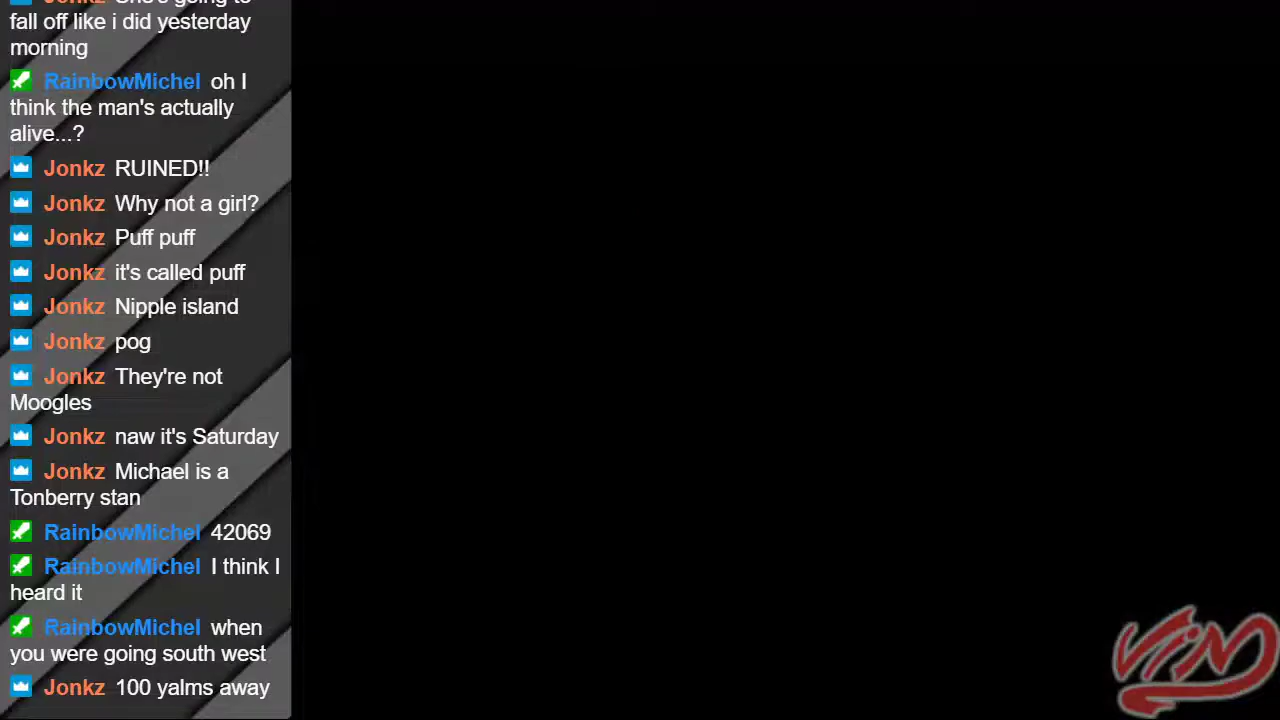 fall off like i did yesterday
morning
RainbowMichel oh I
think the man's actually
alive...?
Jonkz RUINED!!
Jonkz Why not a girl?
Jonkz Puff puff
Jonkz it's called puff
Jonkz Nipple island
Jonkz pog
Jonkz They're not
Moogles
Jonkz naw it's Saturday
Jonkz Michael is a
Tonberry stan
RainbowMichel 42069
RainbowMichel I think I
heard it
RainbowMichel when
you were going south west
Jonkz 100 yalms away